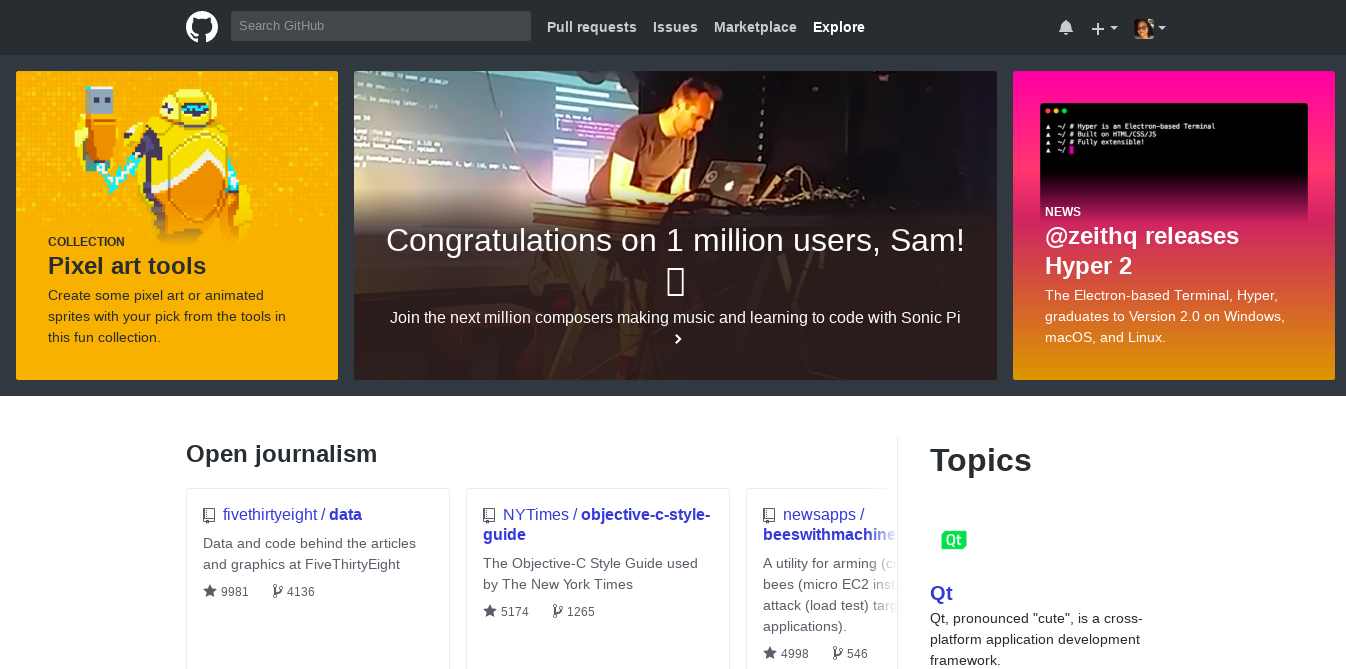 Search GitHub
Pull requests Issues Marketplace Explore
COLLECTION
Pixel art tools
Create some pixel art or animated
sprites with your pick from the tools in
this fun collection.
Congratulations on 1 million users, Sam!
Join the next million composers making music and learning to code with Sonic Pi
▲ ~/ # Hyper is an Electron-based Terminal
▲ ~/ # Built on HTML/CSS/JS
▲ ~/ # Fully extensible!
▲ ~/
NEWS
@zeithq releases
Hyper 2
The Electron-based Terminal, Hyper,
graduates to Version 2.0 on Windows,
macOS, and Linux.
Open journalism
fivethirtyeight / data
Data and code behind the articles
and graphics at FiveThirtyEight
9981 4136
NYTimes / objective-c-style-
guide
The Objective-C Style Guide used
by The New York Times
5174 1265
newsapps /
beeswithmachine
A utility for arming (
bees (micro EC2 inst
attack (load test) targ
applications).
4998 546
Topics
Qt
Qt
Qt, pronounced "cute", is a cross-
platform application development
framework.